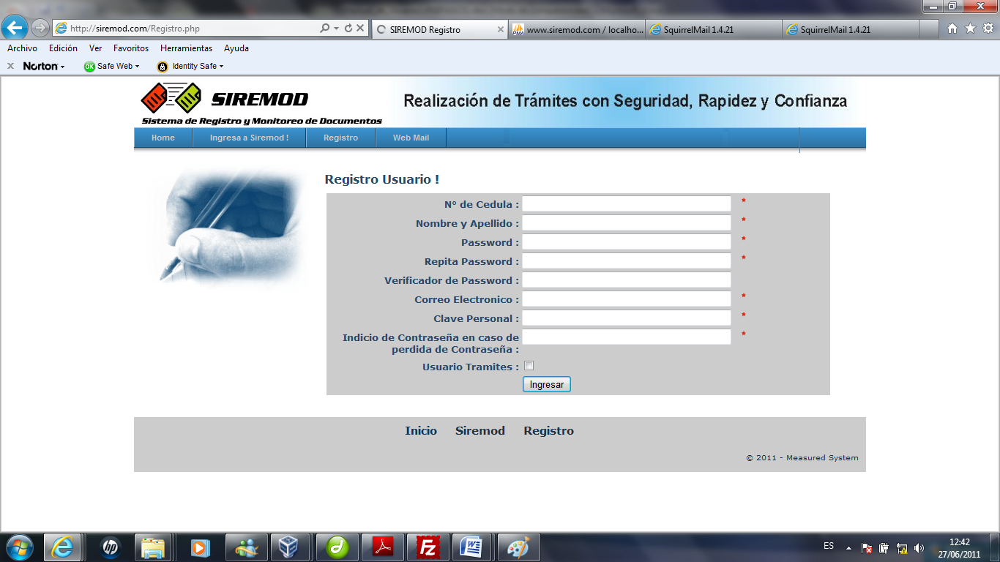 http://siremod.com/Registro.php
SIREMOD Registro
www.siremod.com / localho...
SquirrelMail 1.4.21
SquirrelMail 1.4.21
Archivo Edición Ver Favoritos Herramientas Ayuda
x Norton OK Safe Web Identity Safe
SIREMOD
Sistema de Registro y Monitoreo de Documentos
Realización de Trámites con Seguridad, Rapidez y Confianza
Home Ingresa a Siremod ! Registro Web Mail
Registro Usuario !
Nº de Cedula : *
Nombre y Apellido : *
Password : *
Repita Password : *
Verificador de Password :
Correo Electronico : *
Clave Personal : *
Indicio de Contraseña en caso de *
perdida de Contraseña :
Usuario Tramites :
Ingresar
Inicio Siremod Registro
© 2011 - Measured System
hp
Fz
W
ES
12:42
27/06/2011